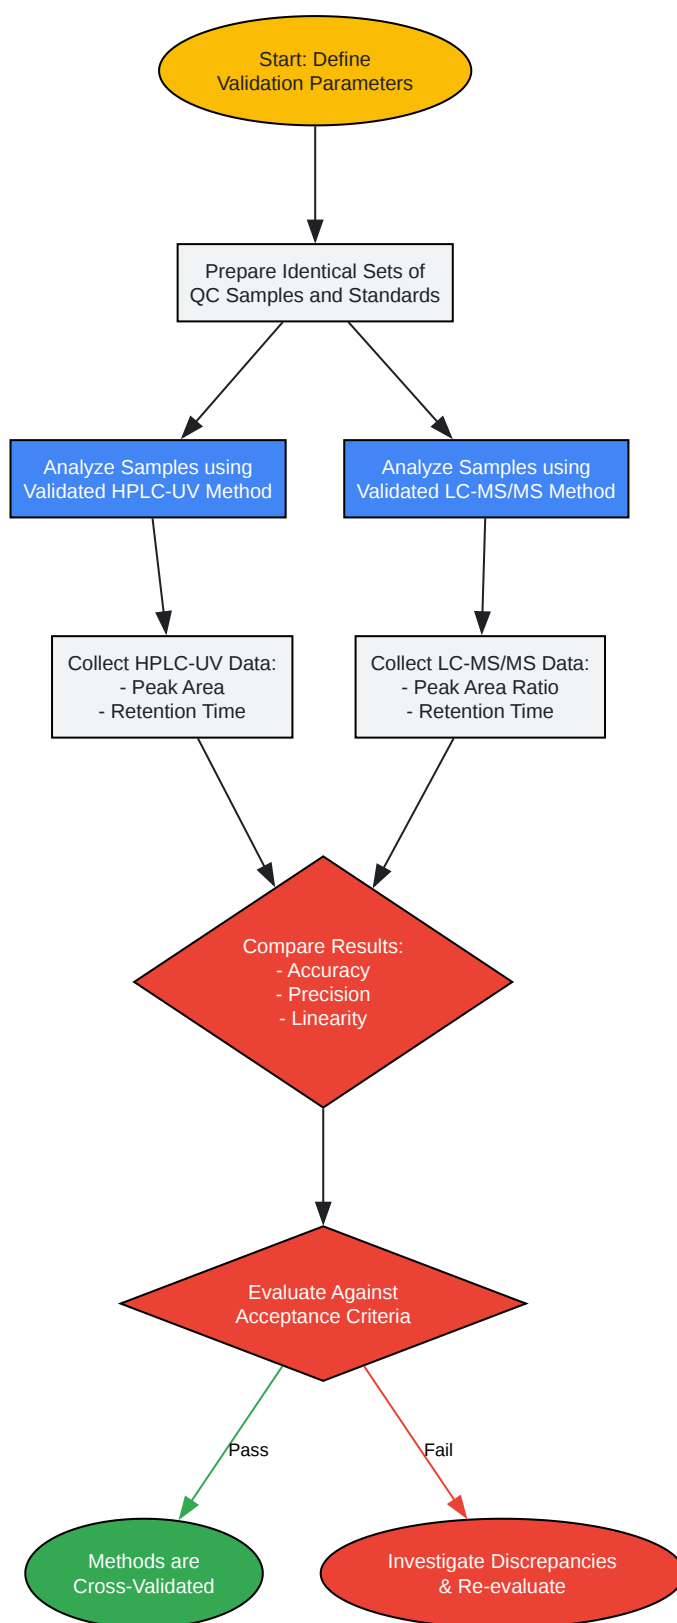 Start: Define
Validation Parameters
Prepare Identical Sets of
QC Samples and Standards
Analyze Samples using
Validated HPLC-UV Method
Analyze Samples using
Validated LC-MS/MS Method
Collect HPLC-UV Data:
- Peak Area
- Retention Time
Collect LC-MS/MS Data:
- Peak Area Ratio
- Retention Time
Compare Results:
- Accuracy
- Precision
- Linearity
Evaluate Against
Acceptance Criteria
Pass
Fail
Methods are
Cross-Validated
Investigate Discrepancies
& Re-evaluate